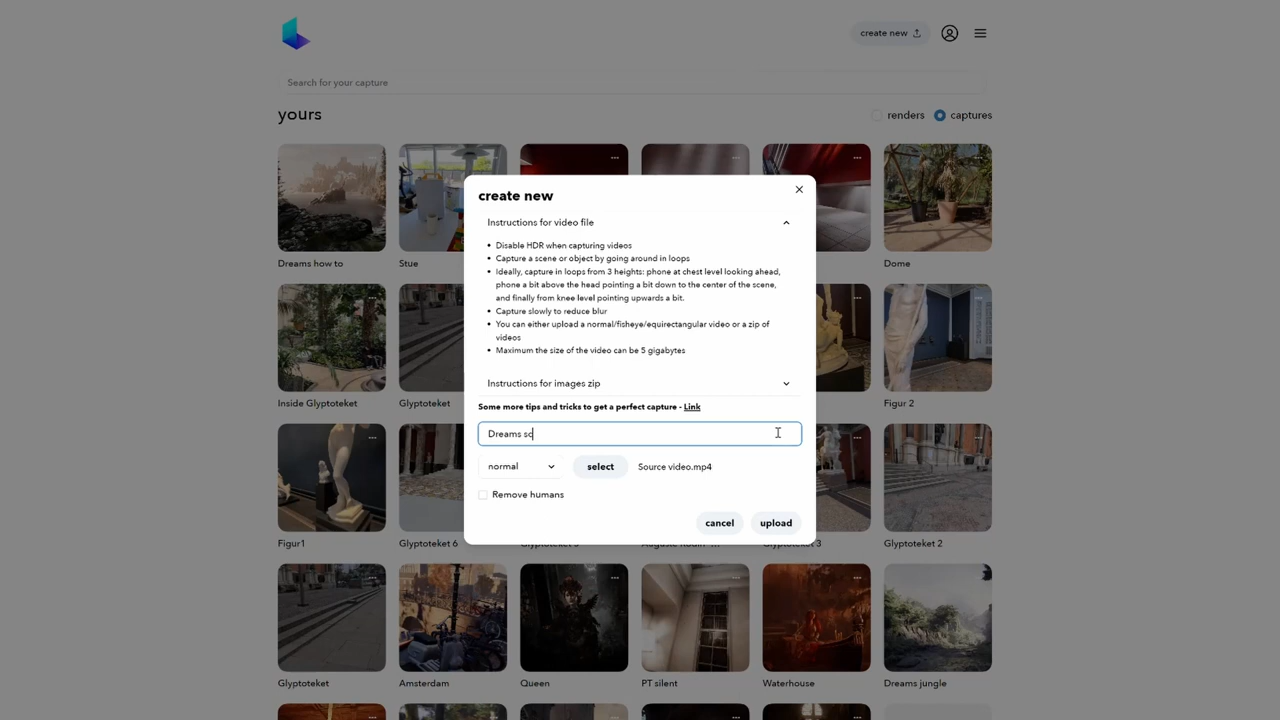 create new
Search for your capture
yours
renders
captures
create new
Instructions for video file
• Disable HDR when capturing videos
• Capture a scene or object by going around in loops
• Ideally, capture in loops from 3 heights: phone at chest level looking ahead,
phone a bit above the head pointing a bit down to the center of the scene,
and finally from knee level pointing upwards a bit.
• Capture slowly to reduce blur
• You can either upload a normal/fisheye/equirectangular video or a zip of
videos
• Maximum the size of the video can be 5 gigabytes
Instructions for images zip
Some more tips and tricks to get a perfect capture - Link
Dreams sc
normal
select
Source video.mp4
Remove humans
cancel
upload
Dreams how to
Stue
Dome
Inside Glyptoteket
Glyptoteket
Figur 2
Figur1
Glyptoteket 6
Glyptoteket 3
Glyptoteket 2
Glyptoteket
Amsterdam
Queen
PT silent
Waterhouse
Dreams jungle